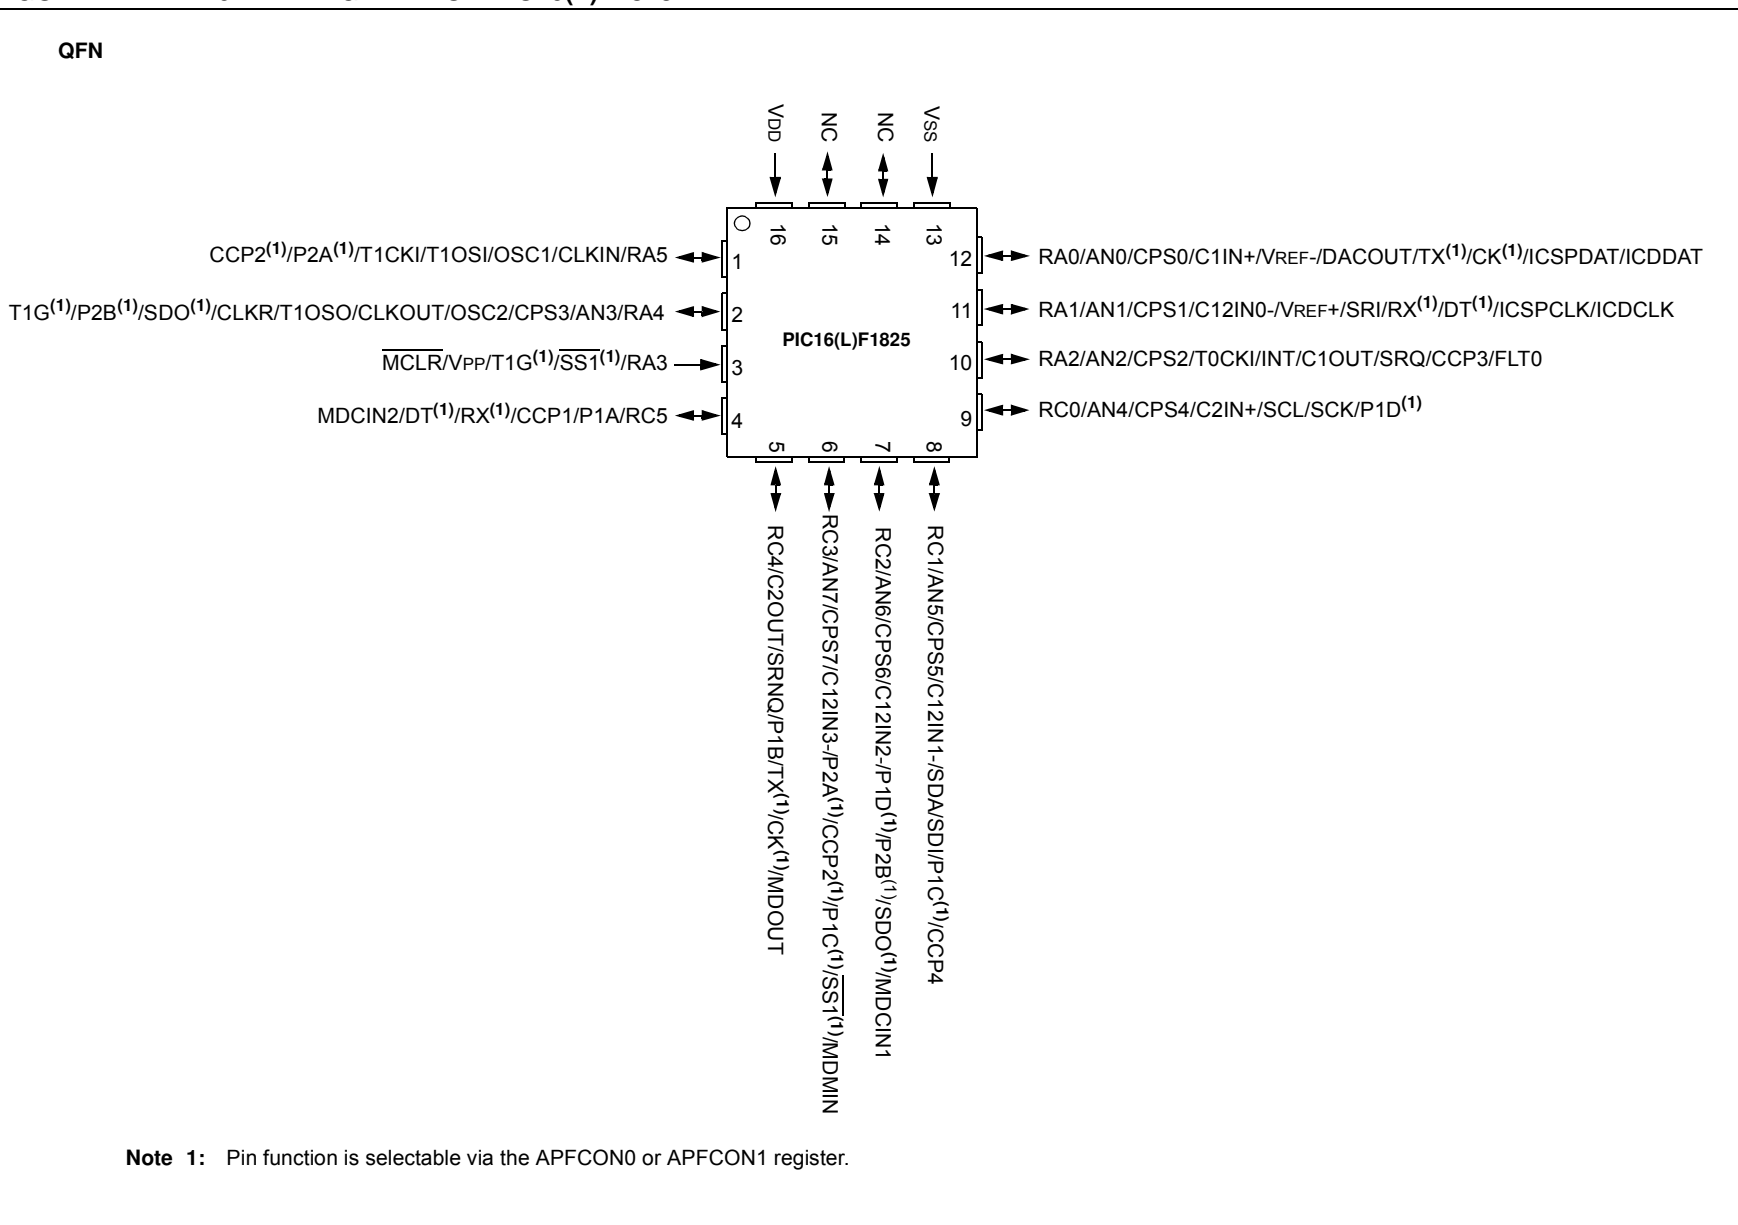 QFN
VDD
NC
NC
VSS
16
15
14
13
CCP2(1)/P2A(1)/T1CKI/T1OSI/OSC1/CLKIN/RA5
1
12
RA0/AN0/CPS0/C1IN+/VREF-/DACOUT/TX(1)/CK(1)/ICSPDAT/ICDDAT
T1G(1)/P2B(1)/SDO(1)/CLKR/T1OSO/CLKOUT/OSC2/CPS3/AN3/RA4
2
11
RA1/AN1/CPS1/C12IN0-/VREF+/SRI/RX(1)/DT(1)/ICSPCLK/ICDCLK
PIC16(L)F1825
MCLR/VPP/T1G(1)/SS1(1)/RA3
3
10
RA2/AN2/CPS2/T0CKI/INT/C1OUT/SRQ/CCP3/FLT0
MDCIN2/DT(1)/RX(1)/CCP1/P1A/RC5
4
9
RC0/AN4/CPS4/C2IN+/SCL/SCK/P1D(1)
5
6
7
8
RC4/C2OUT/SRNQ/P1B/TX(1)/CK(1)/MDOUT
RC3/AN7/CPS7/C12IN3-/P2A(1)/CCP2(1)/P1C(1)/SS1(1)/MDMIN
RC2/AN6/CPS6/C12IN2-/P1D(1)/P2B(1)/SDO(1)/MDCIN1
RC1/AN5/CPS5/C12IN1-/SDA/SDI/P1C(1)/CCP4
Note 1: Pin function is selectable via the APFCON0 or APFCON1 register.